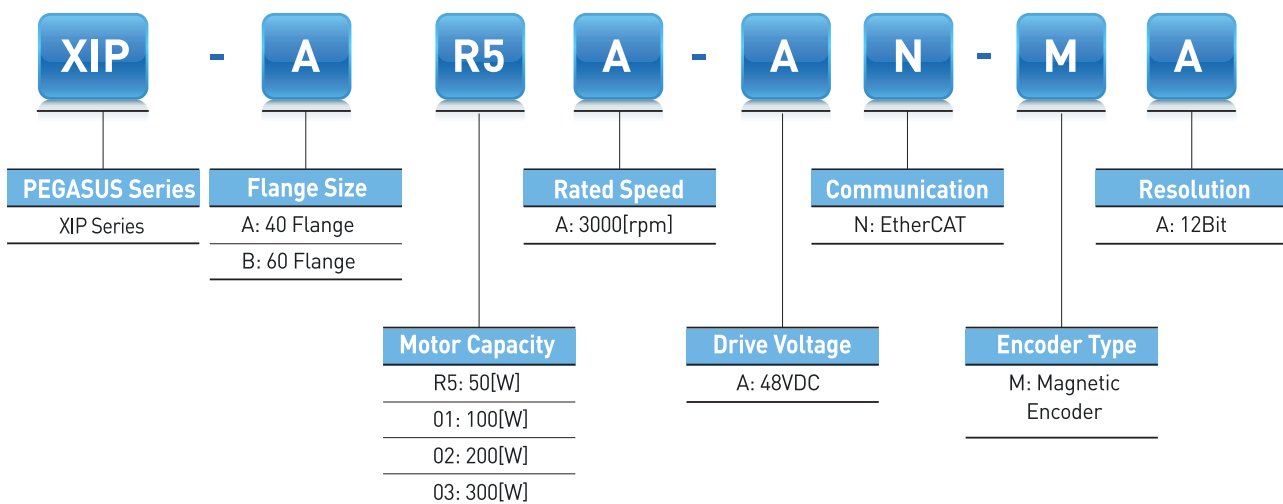 XIP - A R5 A - A N - M A
PEGASUS Series
XIP Series
Flange Size
A: 40 Flange
B: 60 Flange
Rated Speed
A: 3000[rpm]
Communication
N: EtherCAT
Resolution
A: 12Bit
Motor Capacity
R5: 50[W]
01: 100[W]
02: 200[W]
03: 300[W]
Drive Voltage
A: 48VDC
Encoder Type
M: Magnetic
Encoder